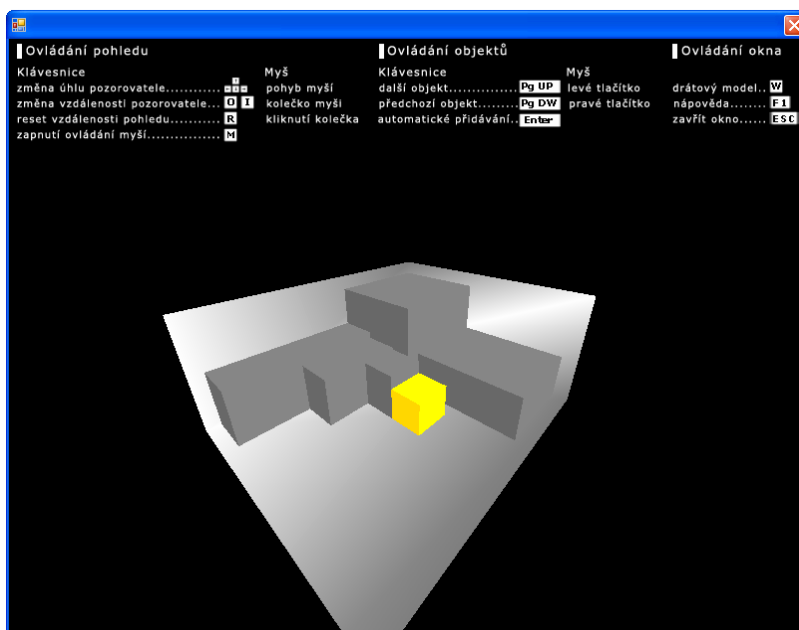 Ovládání pohledu
Klávesnice
změna úhlu pozorovatele...........
změna vzdálenosti pozorovatele... O I
reset vzdálenosti pohledu.......... R
zapnutí ovládání myší............... M
Myš
pohyb myší
kolečko myši
kliknutí kolečka
Ovládání objektů
Klávesnice
další objekt.............. Pg UP
předchozí objekt........ Pg DW
automatické přidávání.. Enter
Myš
levé tlačítko
pravé tlačítko
Ovládání okna
drátový model.. W
nápověda....... F1
zavřít okno...... ESC